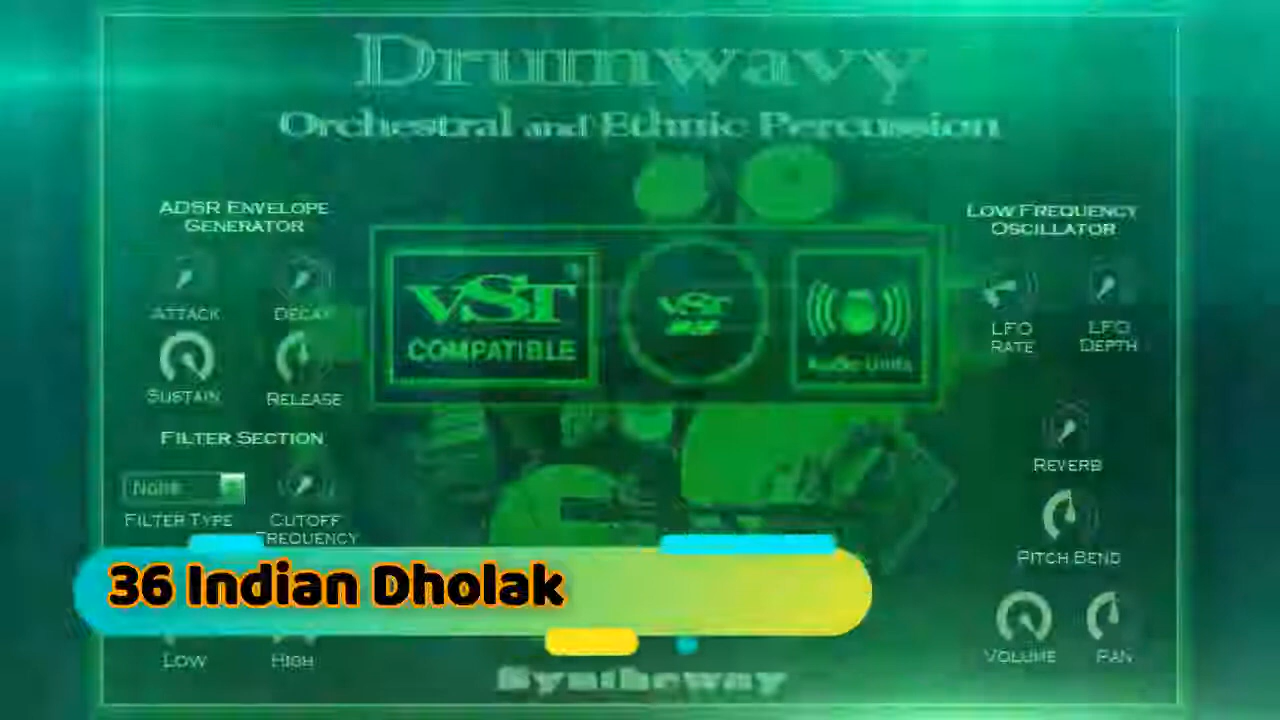 Drumwavy
Orchestral and Ethnic Percussion
ADSR ENVELOPE
GENERATOR
LOW FREQUENCY
OSCILLATOR
VST
COMPATIBLE
VST
Audio Units
ATTACK
DECAY
LFO
RATE
LFO
DEPTH
SUSTAIN
RELEASE
FILTER SECTION
REVERB
None
FILTER TYPE
CUTOFF
FREQUENCY
PITCH BEND
36 Indian Dholak
LOW
HIGH
VOLUME
PAN
Syntheway